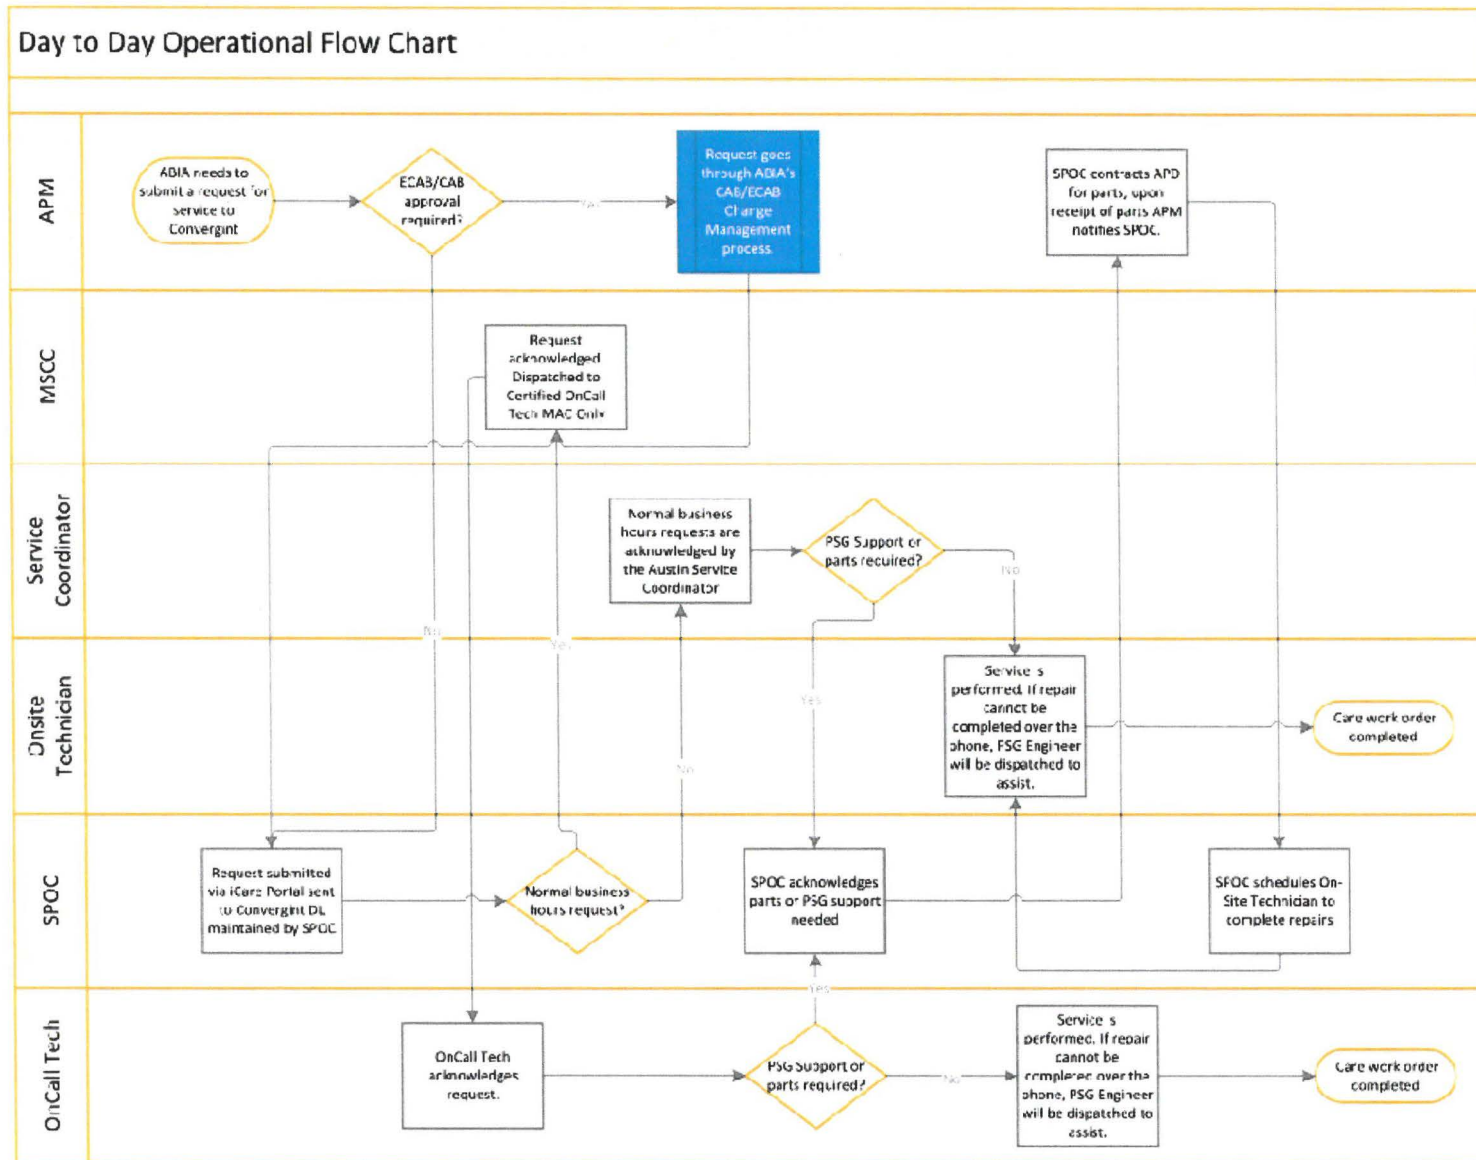 Day to Day Operational Flow Chart
APM
ABIA needs to
submit a request for
service to
Convergint
ECAB/CAB
approval
required?
Yes
Request goes
through ABIA's
CAB/ECAB
Change
Management
process.
SPOC contracts APD
for parts, upon
receipt of parts APM
notifies SPOC.
MSCC
Request
acknowledged
Dispatched to
Certified OnCall
Tech MAC Only
Service
Coordinator
Normal business
hours requests are
acknowledged by
the Austin Service
Coordinator
PSG Support or
parts required?
No
No
Yes
Onsite
Technician
Yes
No
Service is
performed. If repair
cannot be
completed over the
phone, PSG Engineer
will be dispatched to
assist.
Care work order
completed
SPOC
Request submitted
via iCare Portal sent
to Convergint DL
maintained by SPOC
Normal business
hours request?
SPOC acknowledges
parts or PSG support
needed
SPOC schedules On-
Site Technician to
complete repairs
OnCall Tech
Yes
OnCall Tech
acknowledges
request.
PSG Support or
parts required?
No
Service is
performed. If repair
cannot be
completed over the
phone, PSG Engineer
will be dispatched to
assist.
Care work order
completed